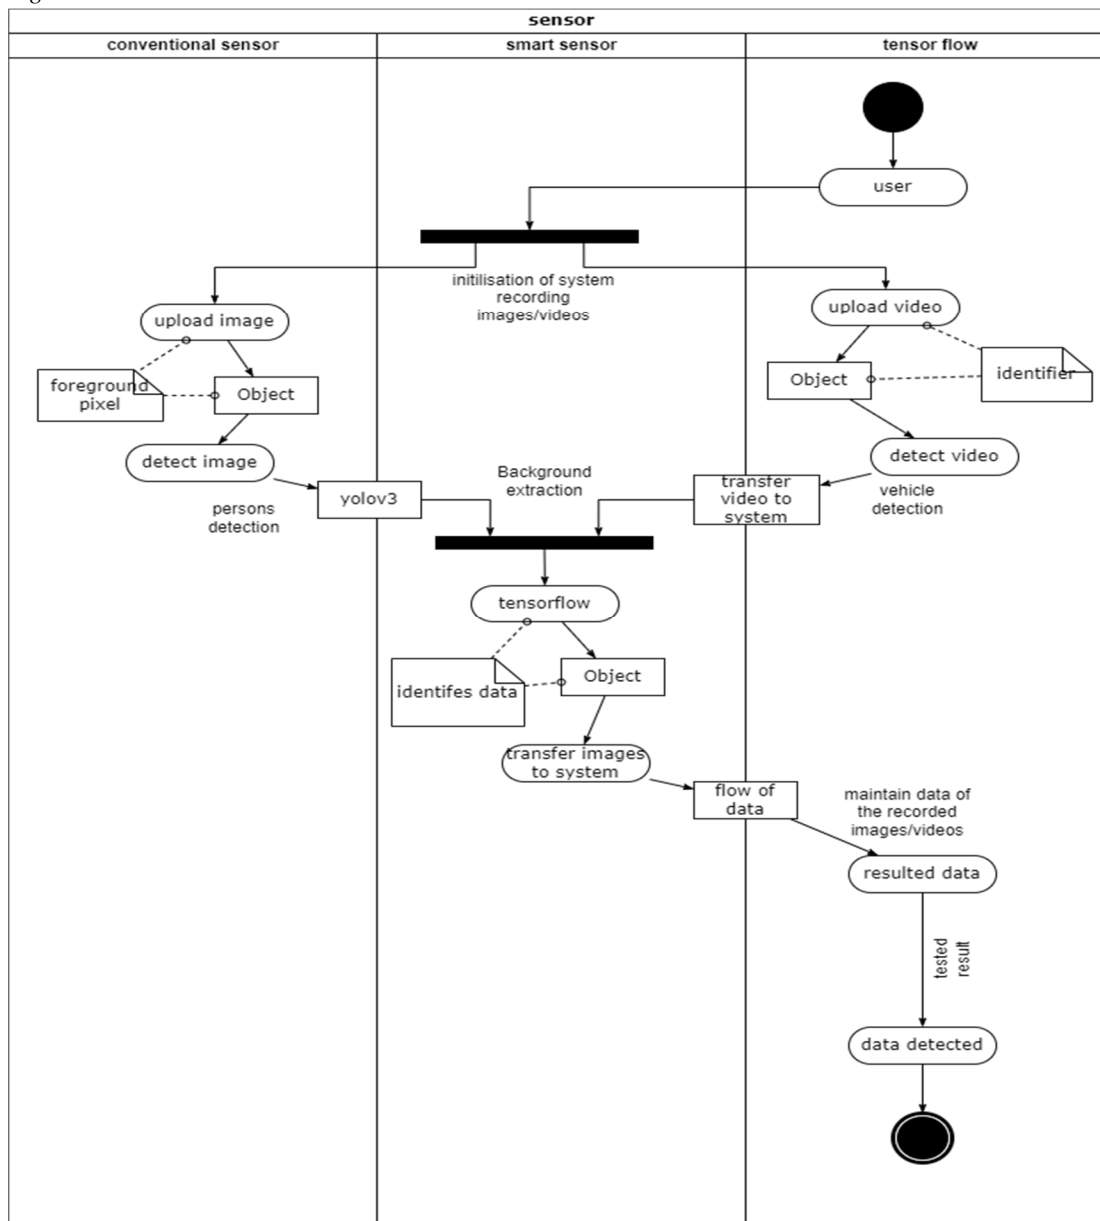 sensor
conventional sensor
smart sensor
tensor flow
user
initilisation of system
recording
images/videos
upload image
upload video
foreground
pixel
Object
Object
identifier
detect image
detect video
persons
detection
yolov3
Background
extraction
transfer
video to
system
vehicle
detection
tensorflow
identifes data
Object
transfer images
to system
flow of
data
maintain data of
the recorded
images/videos
resulted data
tested
result
data detected